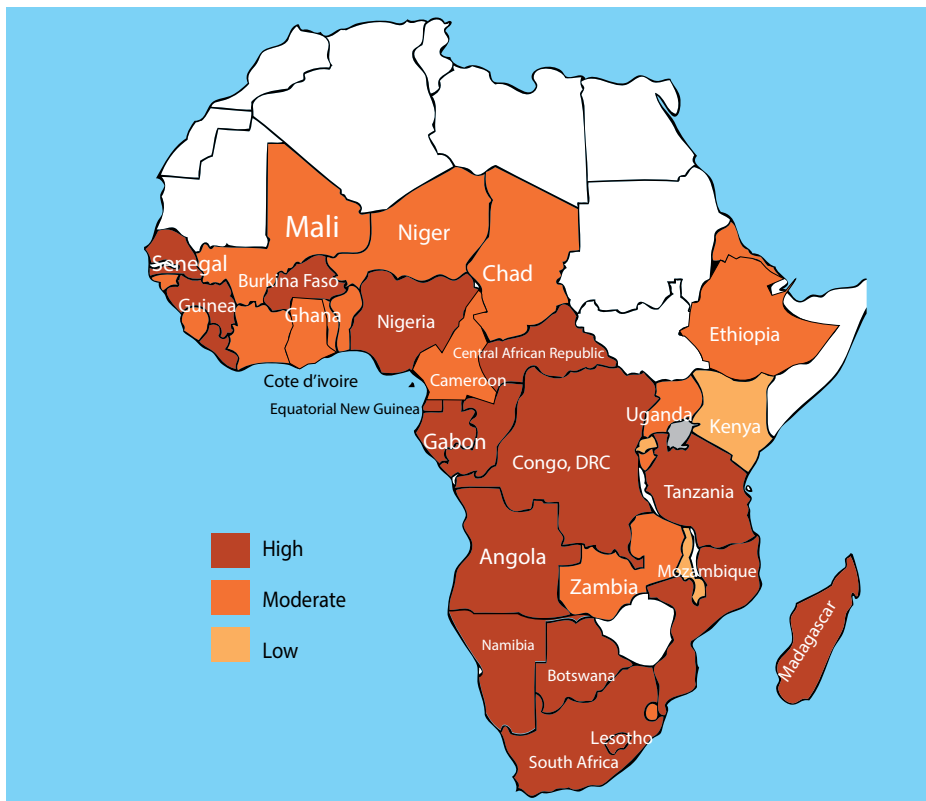 Mali
Niger
Chad
Senegal
Burkina Faso
Guinea
Ghana
Nigeria
Ethiopia
Central African Republic
Cote d'ivoire
Cameroon
Equatorial New Guinea
Uganda
Kenya
Gabon
Congo, DRC
Tanzania
High
Angola
Mozambique
Zambia
Moderate
Low
Namibia
Botswana
Madagascar
Lesotho
South Africa